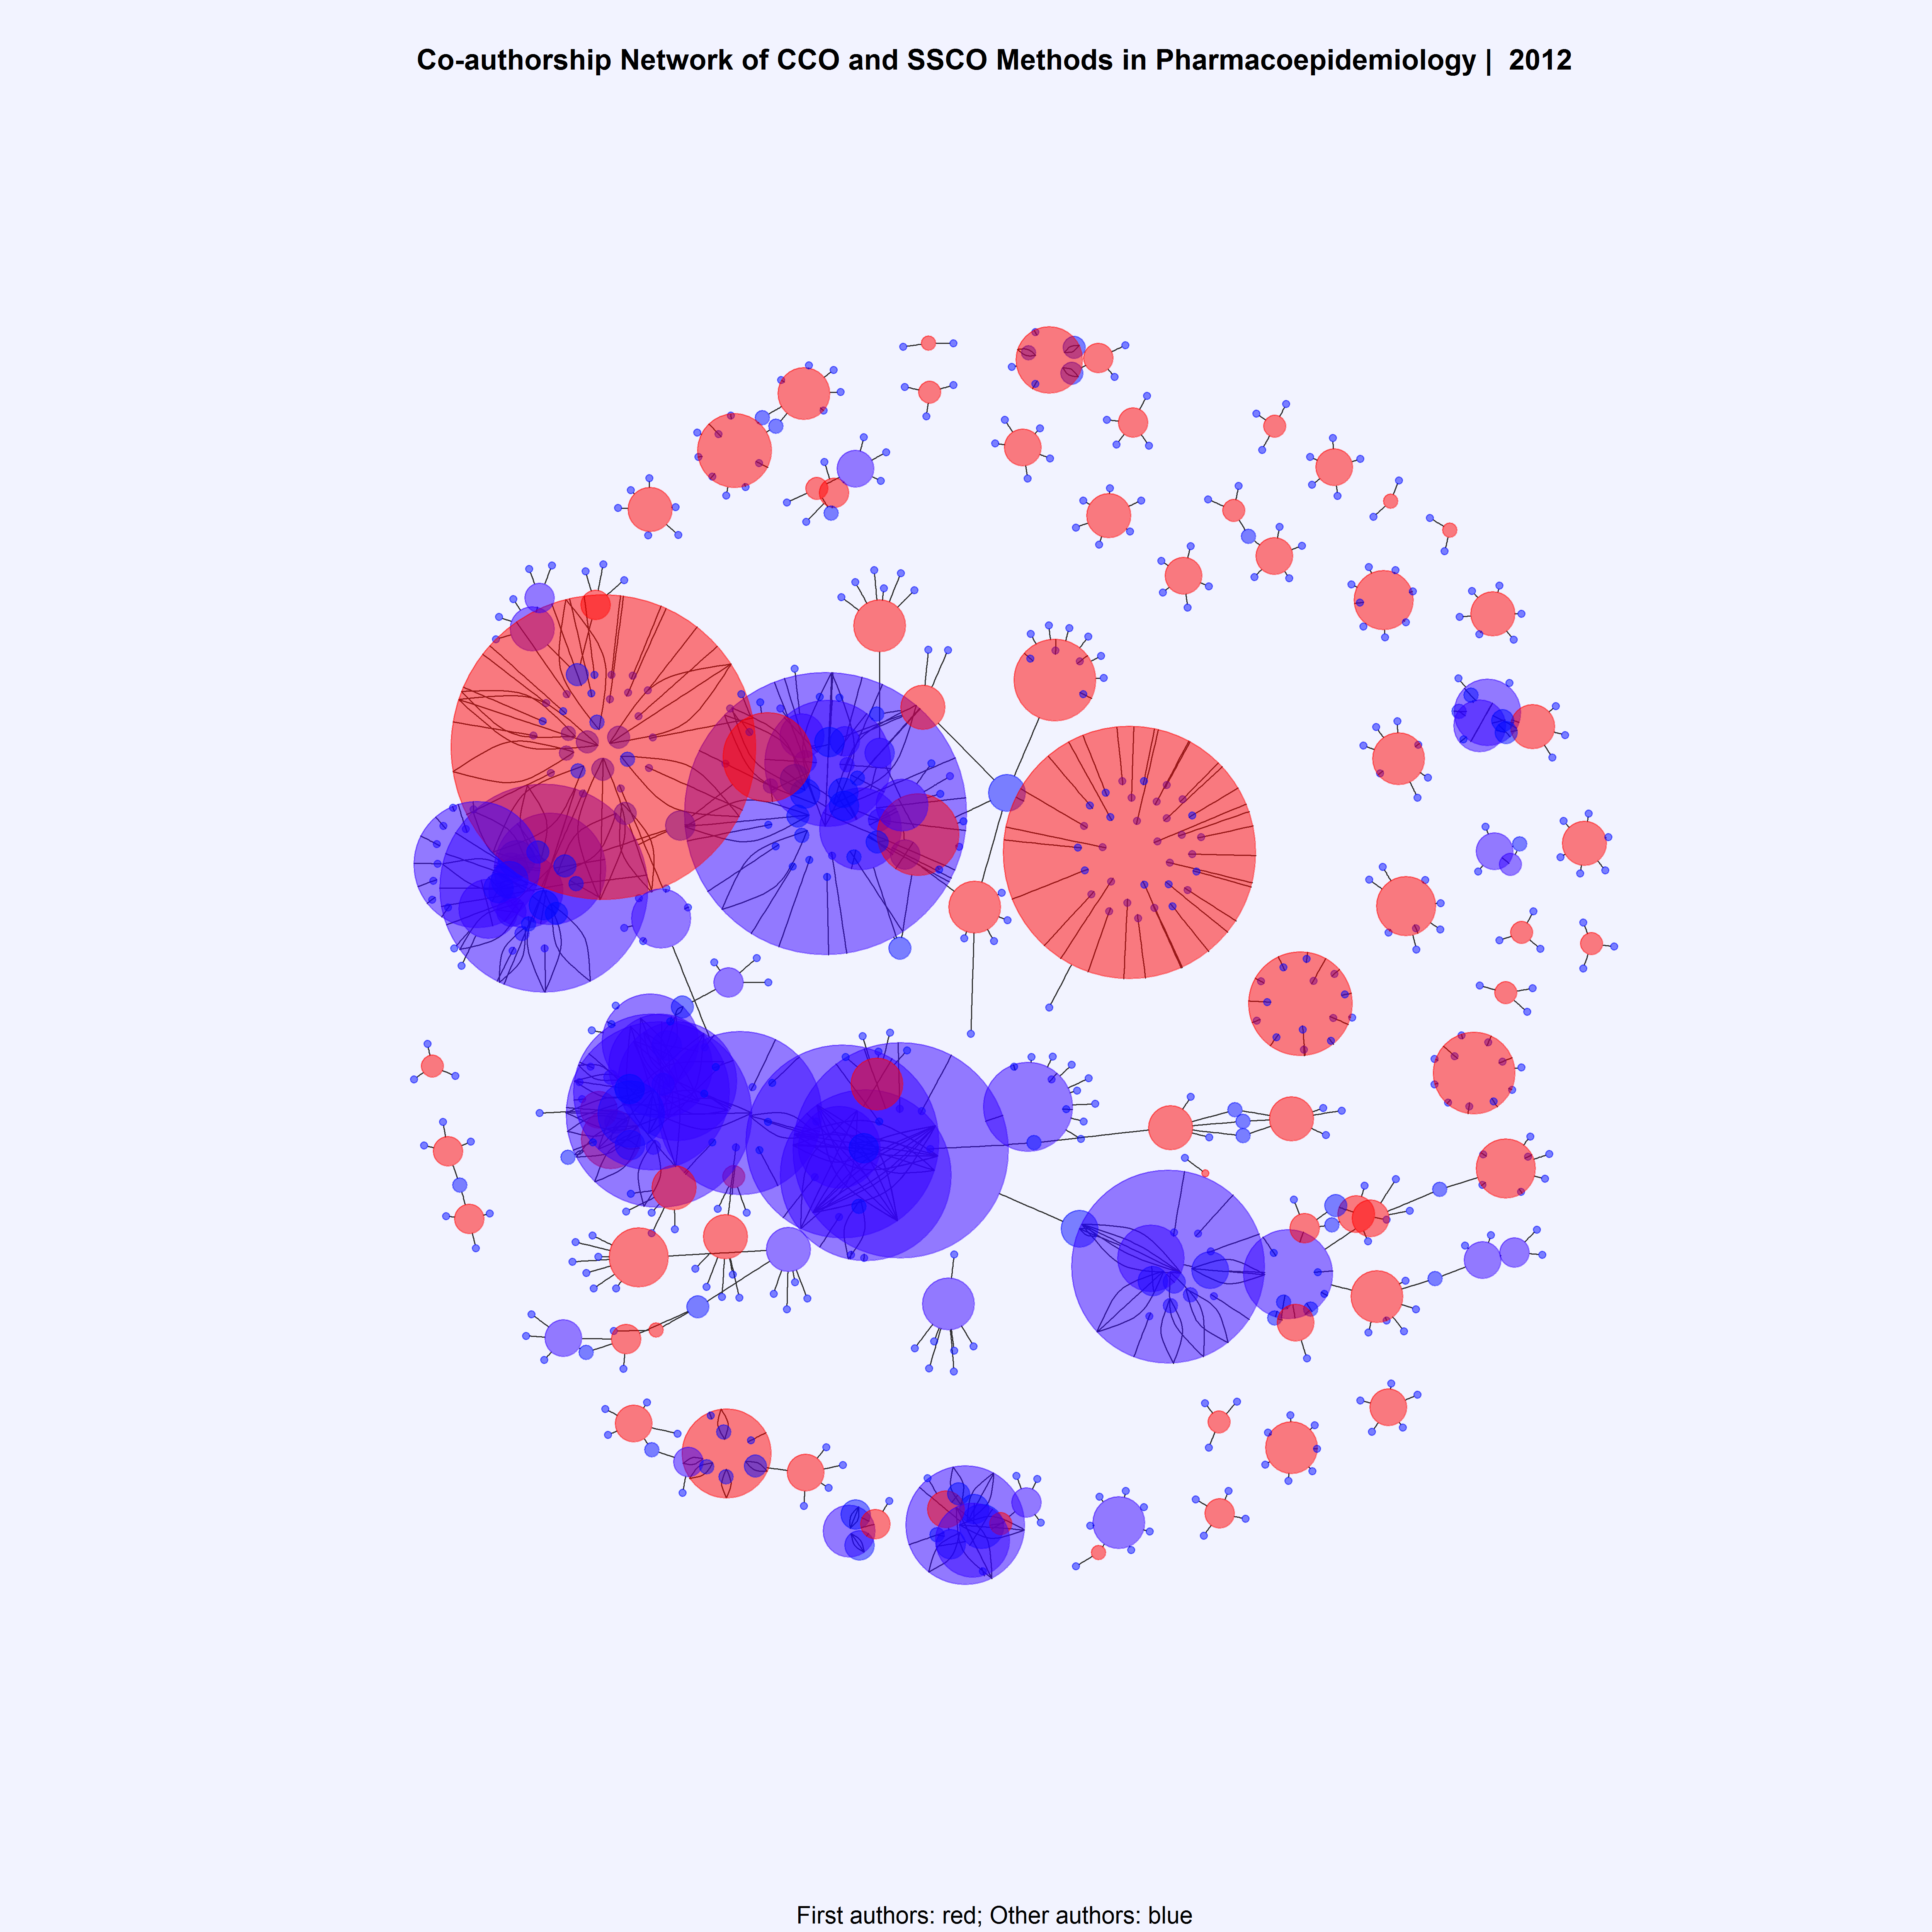 Co-authorship Network of CCO and SSCO Methods in Pharmacoepidemiology |  2012
First authors: red; Other authors: blue